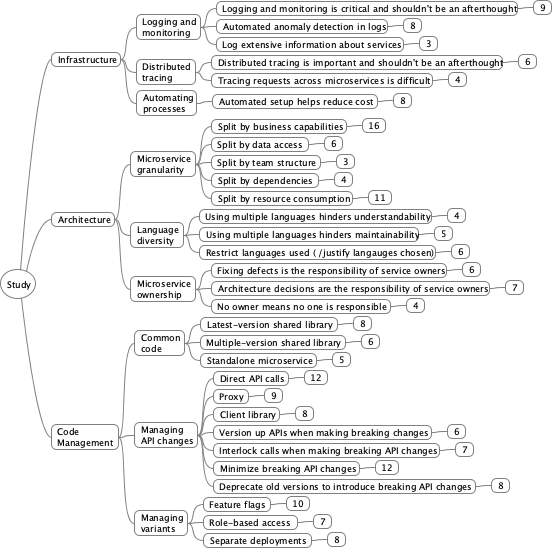 Study
Infrastructure
Logging and
monitoring
Logging and monitoring is critical and shouldn't be an afterthought
9
Automated anomaly detection in logs
8
Log extensive information about services
3
Distributed
tracing
Distributed tracing is important and shouldn't be an afterthought
6
Tracing requests across microservices is difficult
4
Automating
processes
Automated setup helps reduce cost
8
Architecture
Microservice
granularity
Split by business capabilities
16
Split by data access
6
Split by team structure
3
Split by dependencies
4
Split by resource consumption
11
Language
diversity
Using multiple languages hinders understandability
4
Using multiple languages hinders maintainability
5
Restrict languages used ( /justify langauges chosen)
6
Microservice
ownership
Fixing defects is the responsibility of service owners
6
Architecture decisions are the responsibility of service owners
7
No owner means no one is responsible
4
Code
Management
Common
code
Latest-version shared library
8
Multiple-version shared library
6
Standalone microservice
5
Managing
API changes
Direct API calls
12
Proxy
9
Client library
8
Version up APIs when making breaking changes
6
Interlock calls when making breaking API changes
7
Minimize breaking API changes
12
Deprecate old versions to introduce breaking API changes
8
Managing
variants
Feature flags
10
Role-based access
7
Separate deployments
8